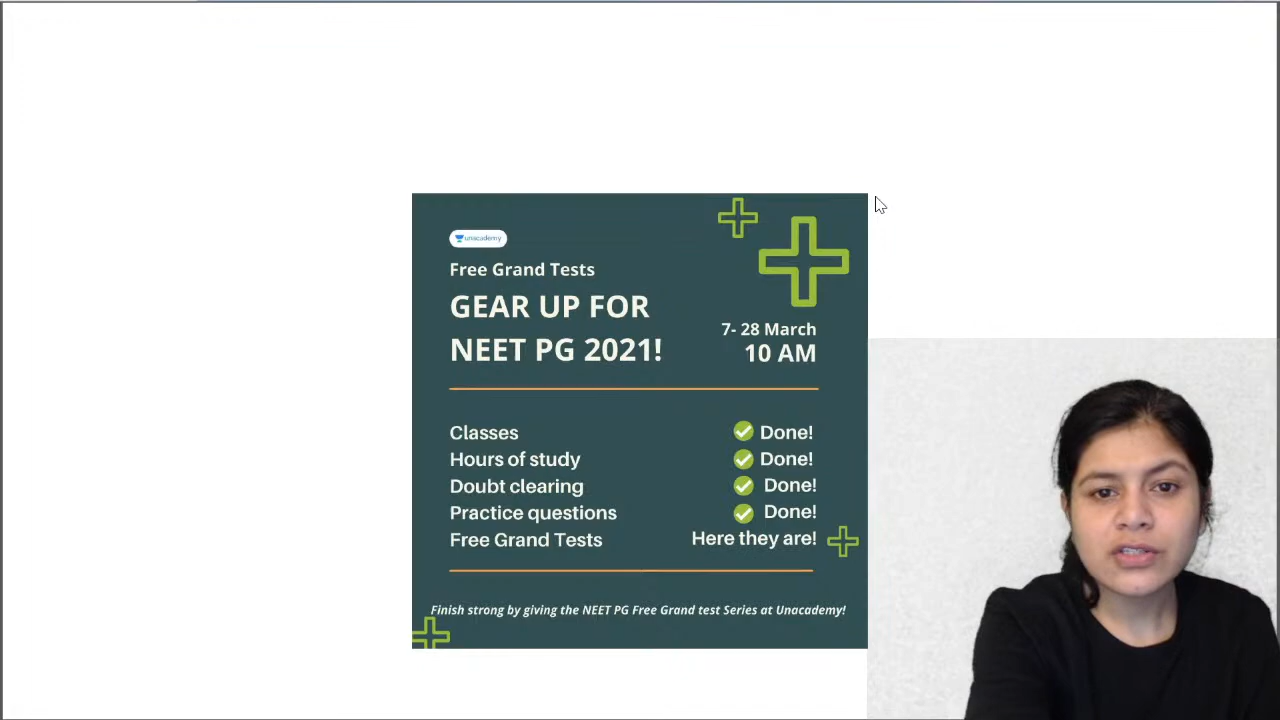 unacademy
Free Grand Tests
GEAR UP FOR
NEET PG 2021!
7- 28 March
10 AM
Classes Done!
Hours of study Done!
Doubt clearing Done!
Practice questions Done!
Free Grand Tests Here they are!
Finish strong by giving the NEET PG Free Grand test Series at Unacademy!